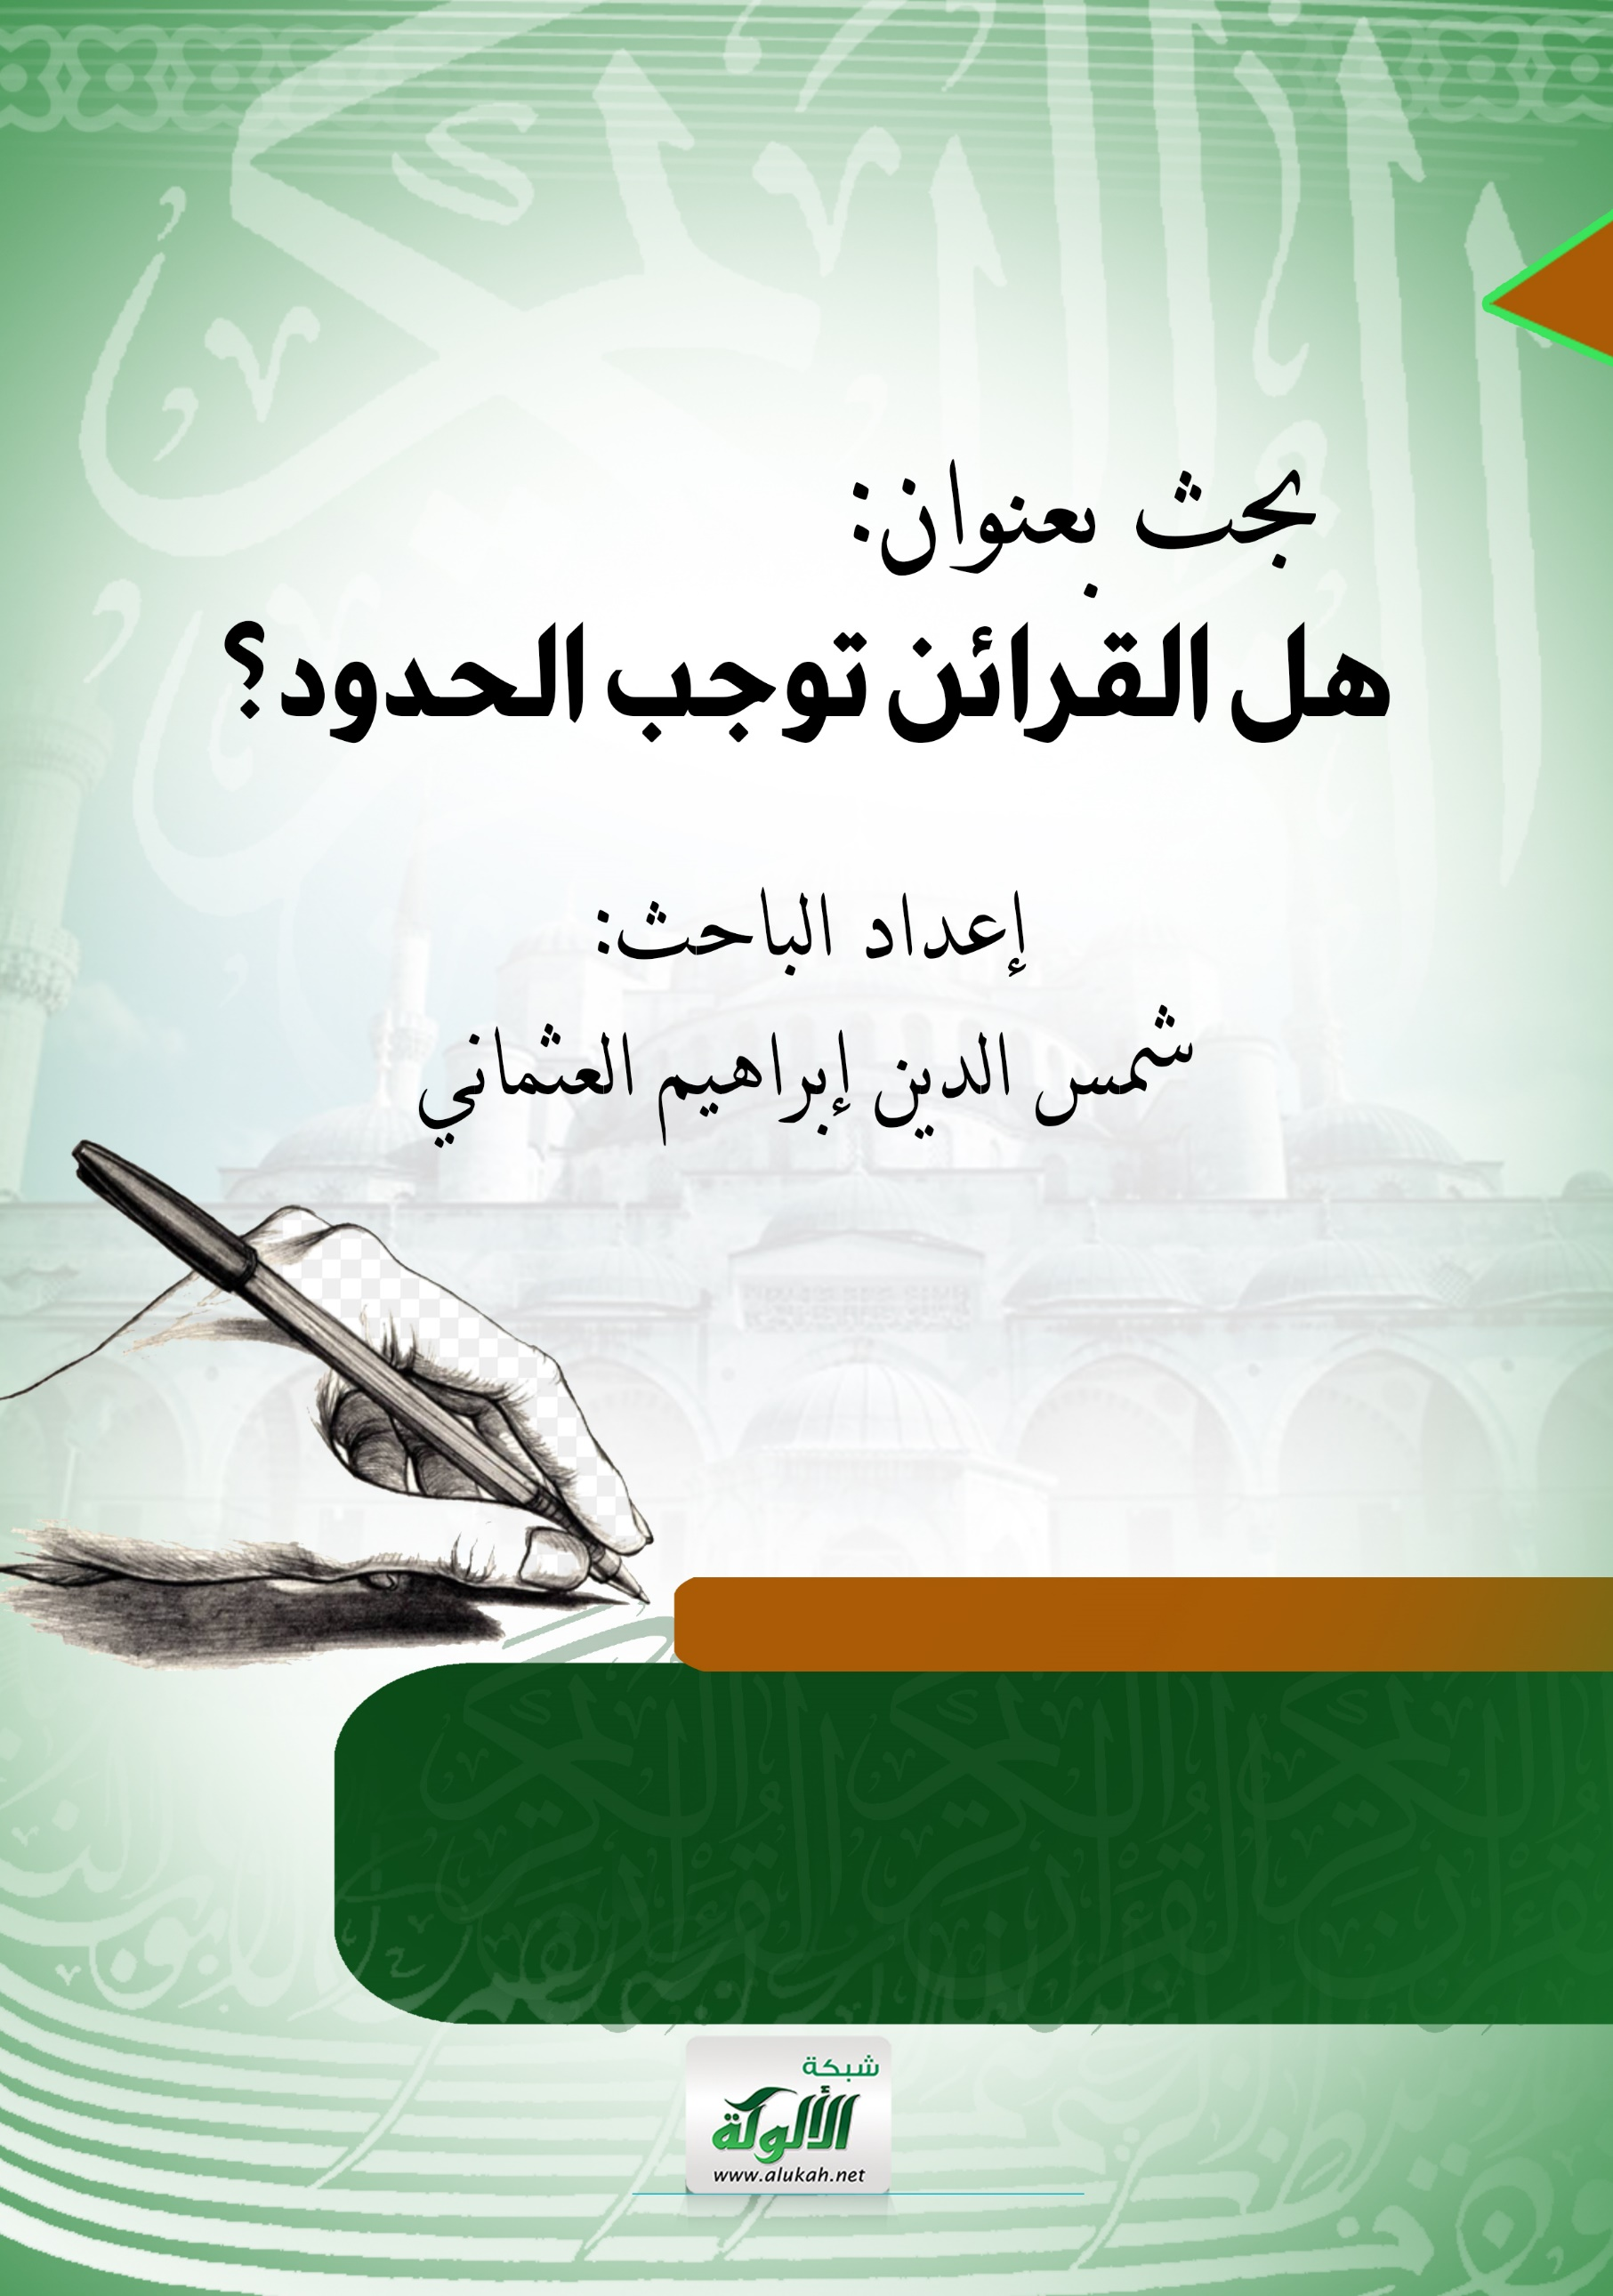 بحث بعنوان:
هل القرائن توجب الحدود؟
إعداد الباحث:
شمس الدين إبراهيم العثماني
شبكة
الألوكة
www.alukah.net